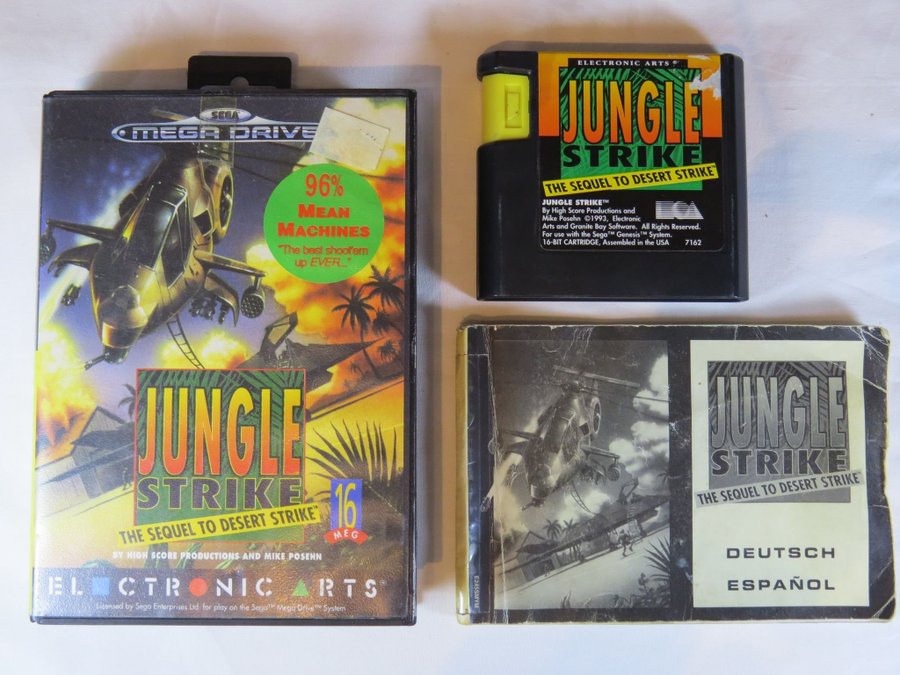 SEGA
MEGA DRIVE
96%
MEAN
MACHINES
"The best shoot'em
up EVER..."
JUNGLE
STRIKE
THE SEQUEL TO DESERT STRIKE™
16
MEG
BY HIGH SCORE PRODUCTIONS AND MIKE POSEHN
ELECTRONIC ARTS
Licensed by Sega Enterprises Ltd. for play on the Sega™ Mega Drive™ System
ELECTRONIC ARTS®
JUNGLE
STRIKE
THE SEQUEL TO DESERT STRIKE™
JUNGLE STRIKE™
By High Score Productions and
Mike Posehn ©1993, Electronic
Arts and Granite Bay Software. All Rights Reserved.
For use with the Sega™ Genesis™ System.
16-BIT CARTRIDGE, Assembled in the USA 7162
EA
JUNGLE
STRIKE
THE SEQUEL TO DESERT STRIKE™
DEUTSCH
ESPAÑOL